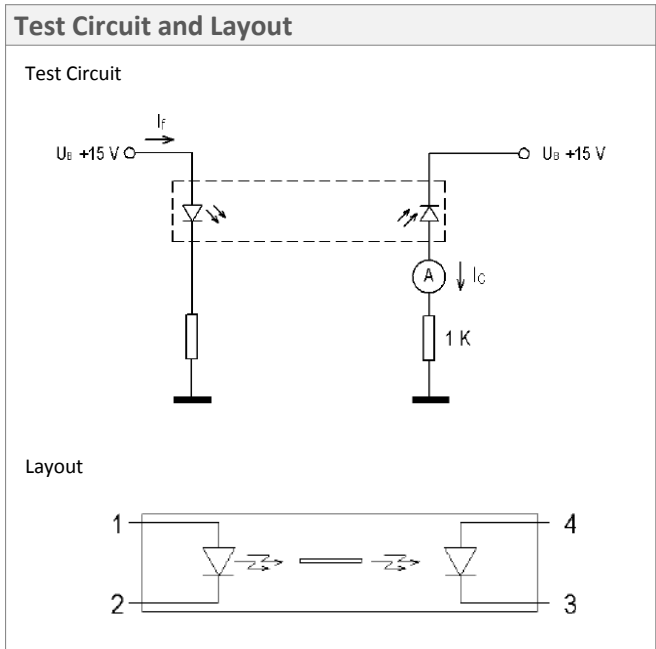 Test Circuit and Layout
Test Circuit
If
UB +15 V
UB +15 V
A
IC
1 K
Layout
1
4
2
3